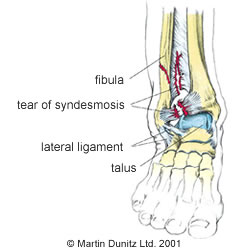 fibula
tear of syndesmosis
lateral ligament
talus
© Martin Dunitz Ltd. 2001